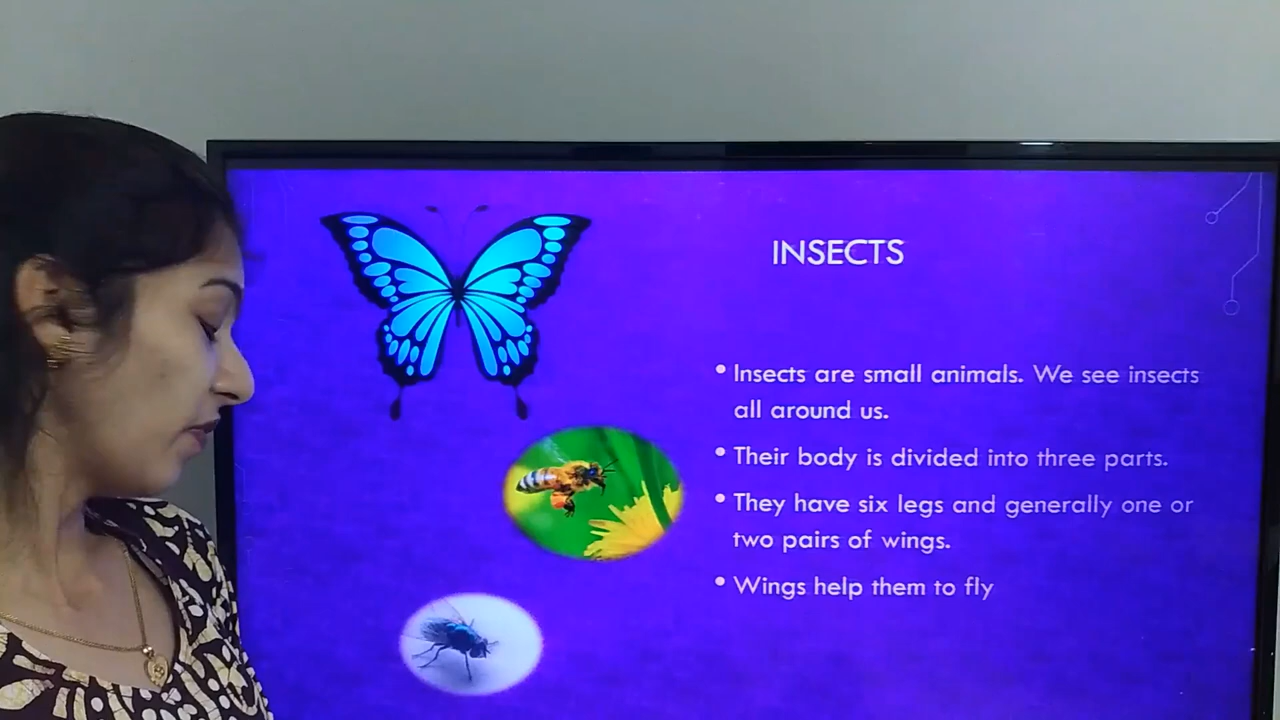 INSECTS
• Insects are small animals. We see insects
all around us.
• Their body is divided into three parts.
• They have six legs and generally one or
two pairs of wings.
• Wings help them to fly